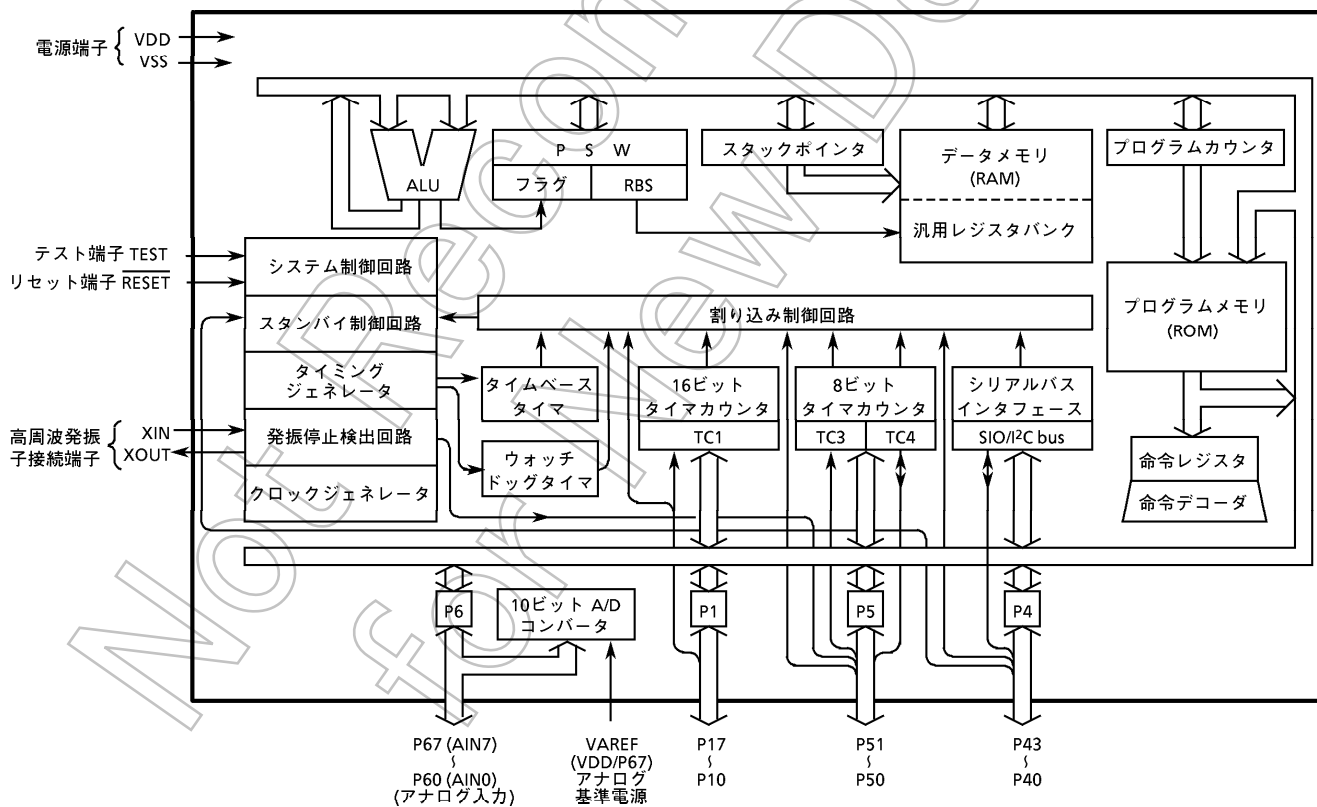 電源端子 { VDD
VSS
P S W
フラグ
RBS
ALU
スタックポインタ
データメモリ
(RAM)
汎用レジスタバンク
プログラムカウンタ
テスト端子 TEST
リセット端子 RESET
システム制御回路
スタンバイ制御回路
タイミング
ジェネレータ
発振停止検出回路
クロックジェネレータ
高周波発振
子接続端子
XIN
XOUT
割り込み制御回路
プログラムメモリ
(ROM)
タイムベース
タイマ
ウォッチ
ドッグタイマ
16ビット
タイマカウンタ
TC1
8ビット
タイマカウンタ
TC3
TC4
シリアルバス
インタフェース
SIO/I²C bus
命令レジスタ
命令デコーダ
P6
10ビット A/D
コンバータ
P1
P5
P4
P67 (AIN7)
~
P60 (AIN0)
(アナログ入力)
VAREF
(VDD/P67)
アナログ
基準電源
P17
~
P10
P51
~
P50
P43
~
P40